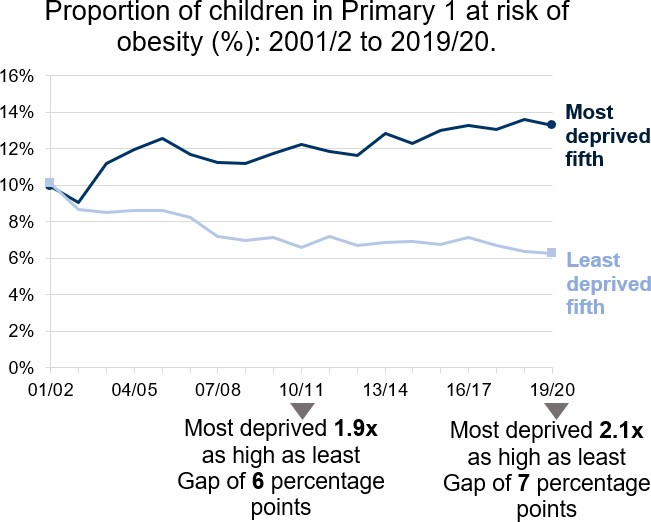 Proportion of children in Primary 1 at risk of
obesity (%): 2001/2 to 2019/20.
16%
14%
12%
10%
8%
6%
4%
2%
0%
Most
deprived
fifth
Least
deprived
fifth
01/02 04/05 07/08 10/11 13/14 16/17 19/20
Most deprived 1.9x
as high as least
Gap of 6 percentage
points
Most deprived 2.1x
as high as least
Gap of 7 percentage
points